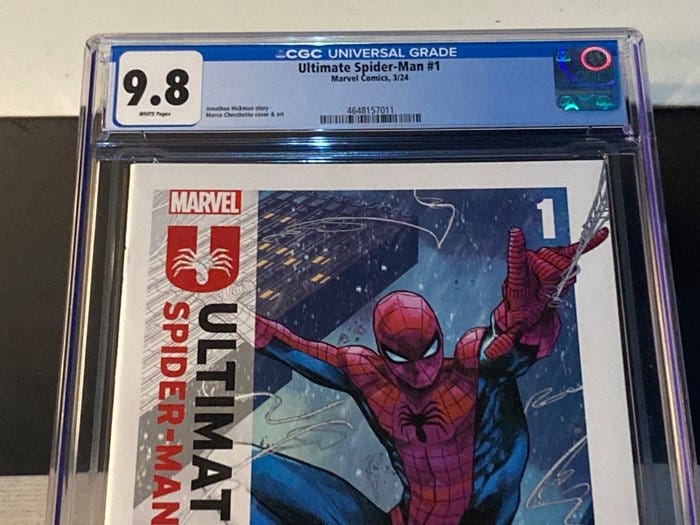 CGC UNIVERSAL GRADE
9.8
WHITE Pages
Ultimate Spider-Man #1
Marvel Comics, 3/24
Jonathan Hickman story
Marco Checchetto cover & art
4648157011
MARVEL
1
ULTIMAT
SPIDER-MAN